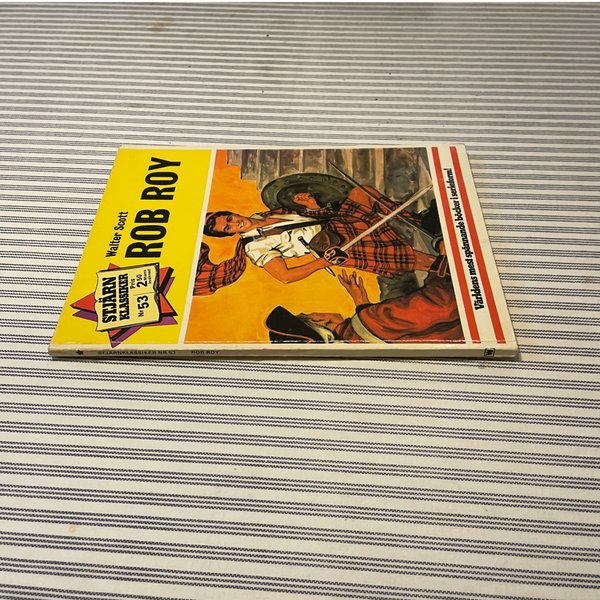 Walter Scott
ROB ROY
STJÄRN
KLASSIKER
Pris
Nr 53 2:50
Världens mest spännande böcker i serieform!
STJÄRNKLASSIKER NR 53 ROB ROY